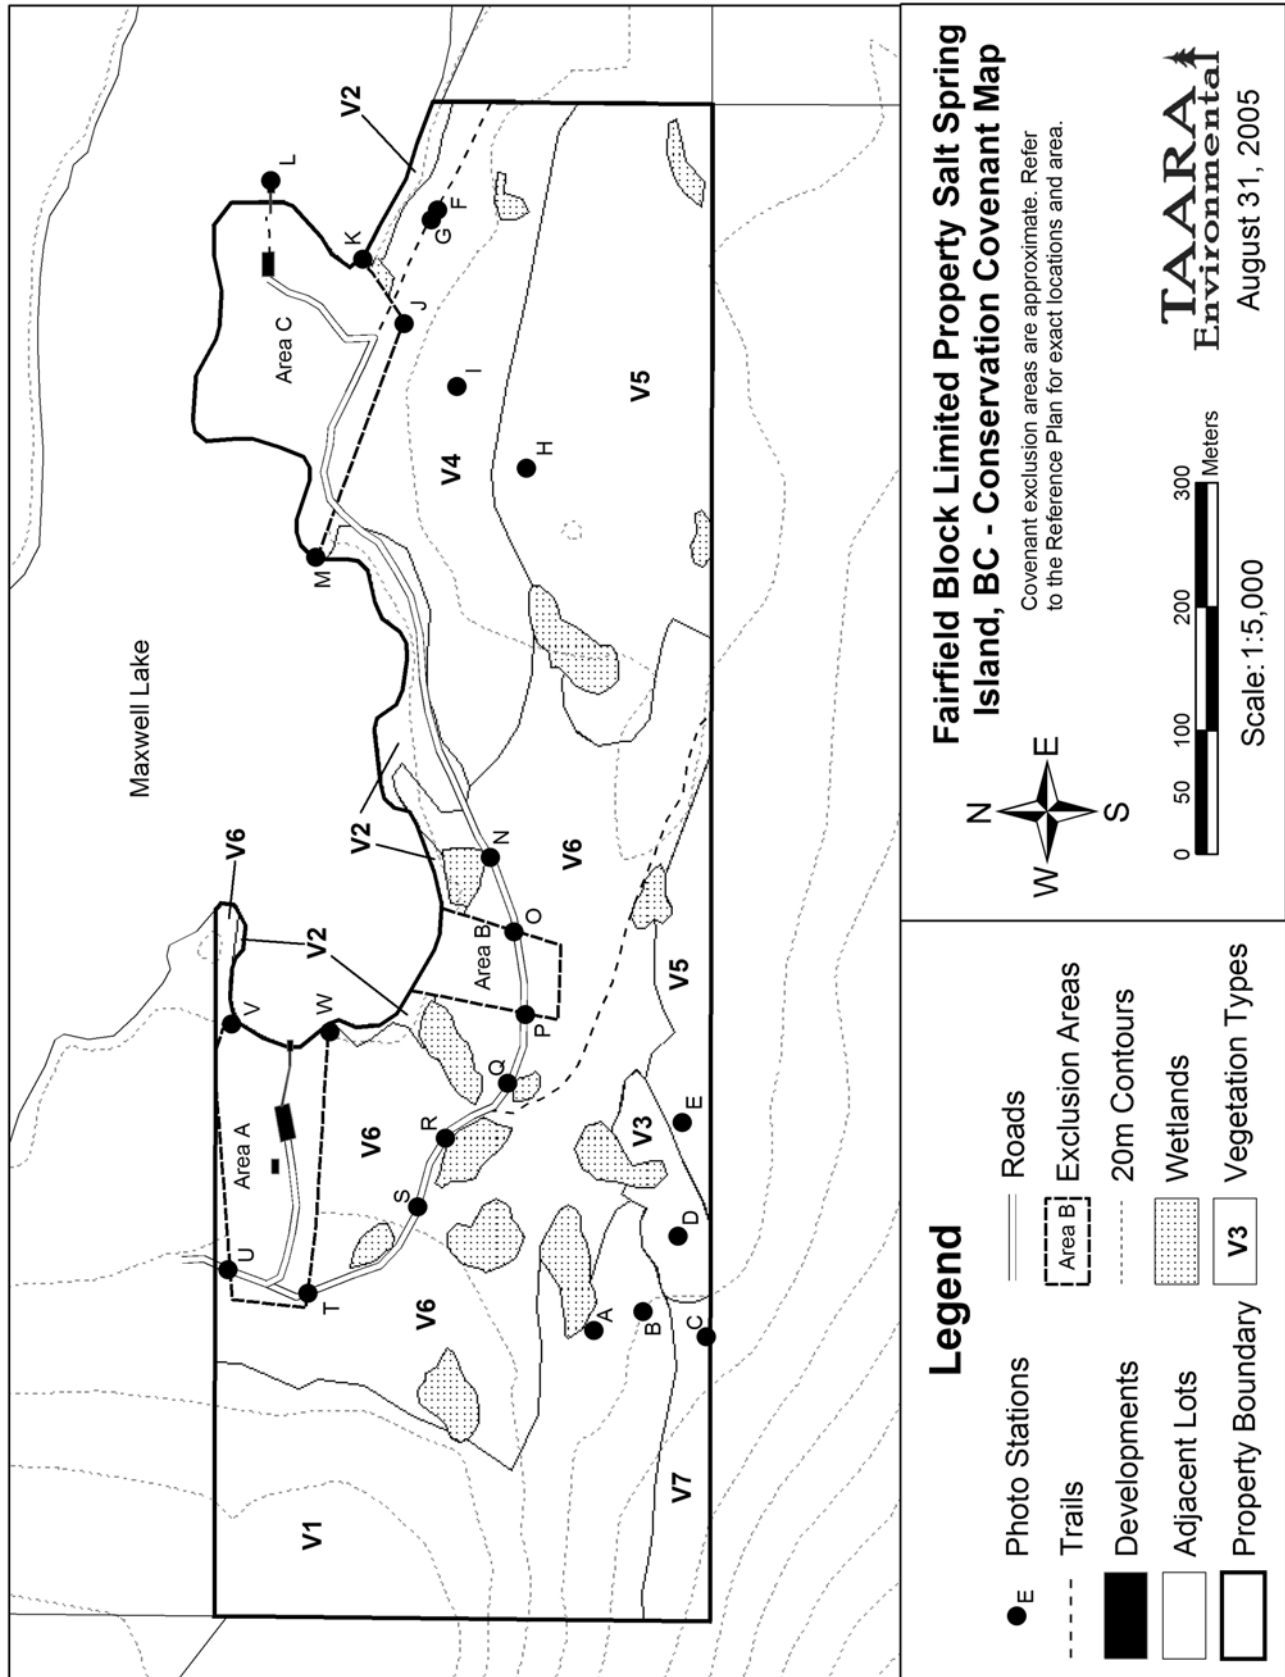 Maxwell Lake
V6
V2
V2
V2
V1
V6
V6
V6
V7
V3
V5
V4
V5
Area A
Area B
Area C
A
B
C
D
E
F
G
H
I
J
K
L
M
N
O
P
Q
R
S
T
U
V
W
Legend
E Photo Stations
Trails
Developments
Adjacent Lots
Property Boundary
Roads
Area B Exclusion Areas
20m Contours
Wetlands
V3 Vegetation Types
Fairfield Block Limited Property Salt Spring
Island, BC - Conservation Covenant Map
Covenant exclusion areas are approximate. Refer
to the Reference Plan for exact locations and area.
N
W E
S
0 50 100 200 300
Meters
Scale: 1:5,000
TAARA
Environmental
August 31, 2005